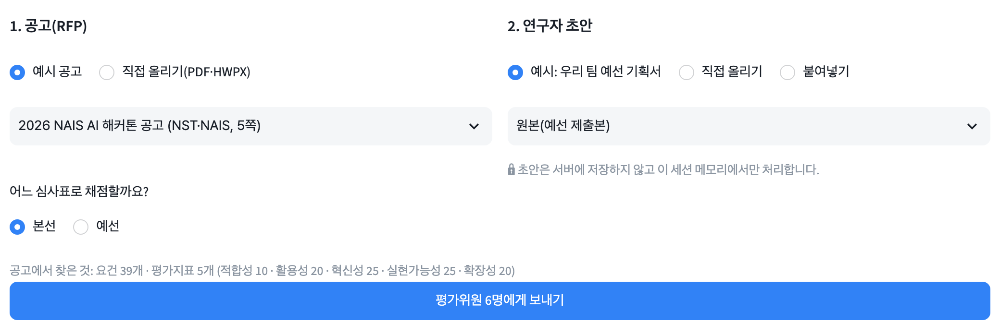 1. 공고(RFP)
예시 공고
직접 올리기(PDF·HWPX)
2026 NAIS AI 해커톤 공고 (NST·NAIS, 5쪽)
어느 심사표로 채점할까요?
본선
예선
공고에서 찾은 것: 요건 39개 · 평가지표 5개 (적합성 10 · 활용성 20 · 혁신성 25 · 실현가능성 25 · 확장성 20)
2. 연구자 초안
예시: 우리 팀 예선 기획서
직접 올리기
붙여넣기
원본(예선 제출본)
초안은 서버에 저장하지 않고 이 세션 메모리에서만 처리합니다.
평가위원 6명에게 보내기